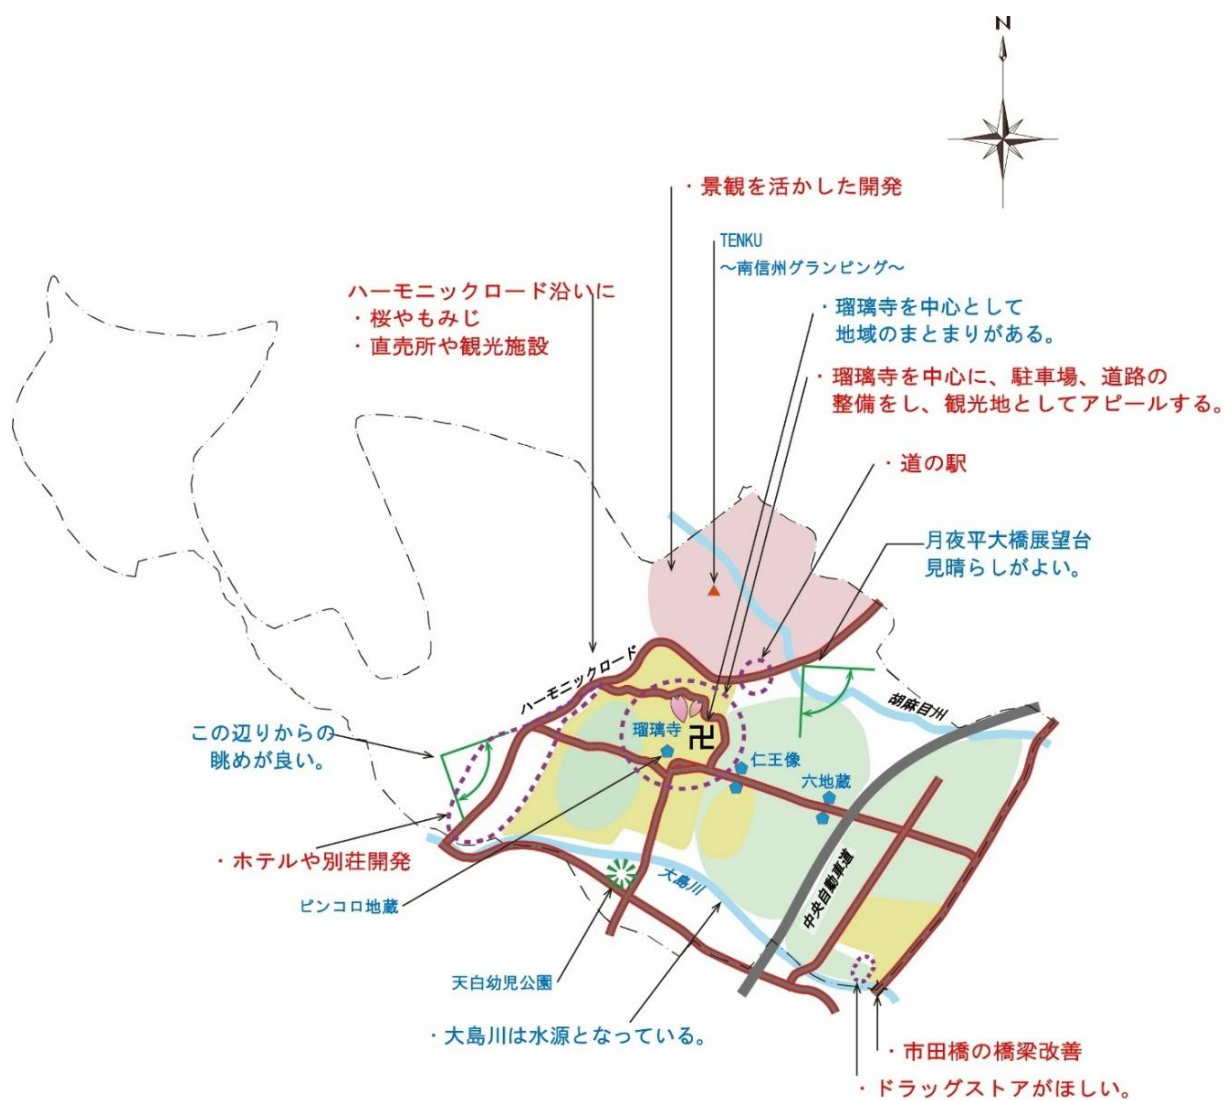 N
・景観を活かした開発
TENKU
～南信州グランピング～
ハーモニックロード沿いに
・桜やもみじ
・直売所や観光施設
・瑠璃寺を中心として
地域のまとまりがある。
・瑠璃寺を中心に、駐車場、道路の
整備をし、観光地としてアピールする。
・道の駅
月夜平大橋展望台
見晴らしがよい。
ハーモニックロード
胡麻目州
この辺りからの
眺めが良い。
瑠璃寺
卍
仁王像
六地蔵
・ホテルや別荘開発
大島川
中央自動車道
ピンコロ地蔵
天白幼児公園
・大島川は水源となっている。
・市田橋の橋梁改善
・ドラッグストアがほしい。